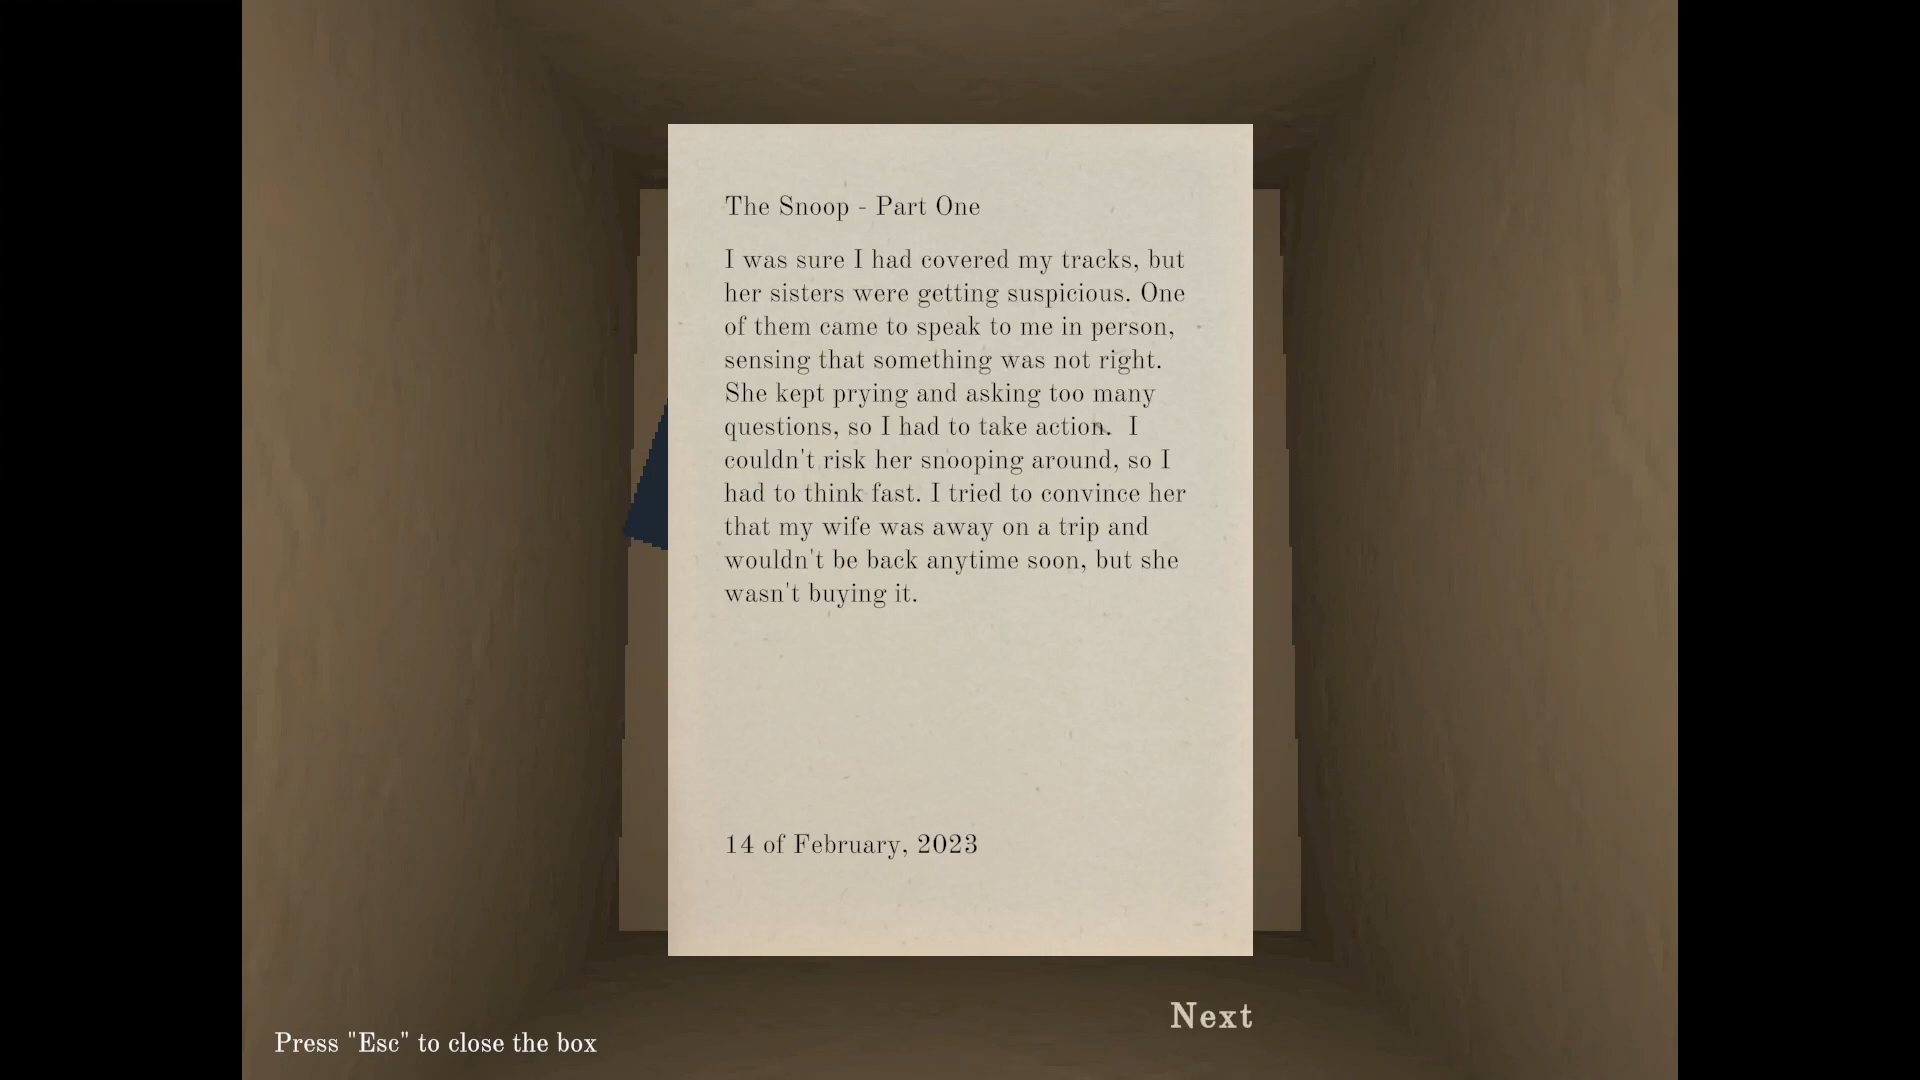 The Snoop - Part One
I was sure I had covered my tracks, but
her sisters were getting suspicious. One
of them came to speak to me in person,
sensing that something was not right.
She kept prying and asking too many
questions, so I had to take action.  I
couldn't risk her snooping around, so I
had to think fast. I tried to convince her
that my wife was away on a trip and
wouldn't be back anytime soon, but she
wasn't buying it.
14 of February, 2023
Next
Press "Esc" to close the box